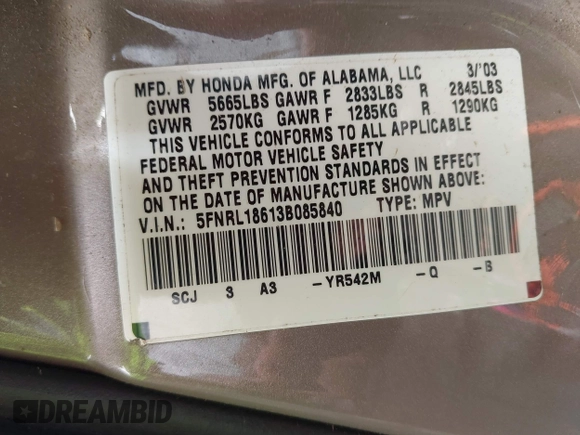 MFD. BY HONDA MFG. OF ALABAMA, LLC 3/'03
GVWR 5665LBS GAWR F 2833LBS R 2845LBS
GVWR 2570KG GAWR F 1285KG R 1290KG
THIS VEHICLE CONFORMS TO ALL APPLICABLE
FEDERAL MOTOR VEHICLE SAFETY
AND THEFT PREVENTION STANDARDS IN EFFECT
ON THE DATE OF MANUFACTURE SHOWN ABOVE:
V.I.N.: 5FNRL18613B085840 TYPE: MPV
SCJ 3 A3 -YR542M -Q -B
DREAMBID